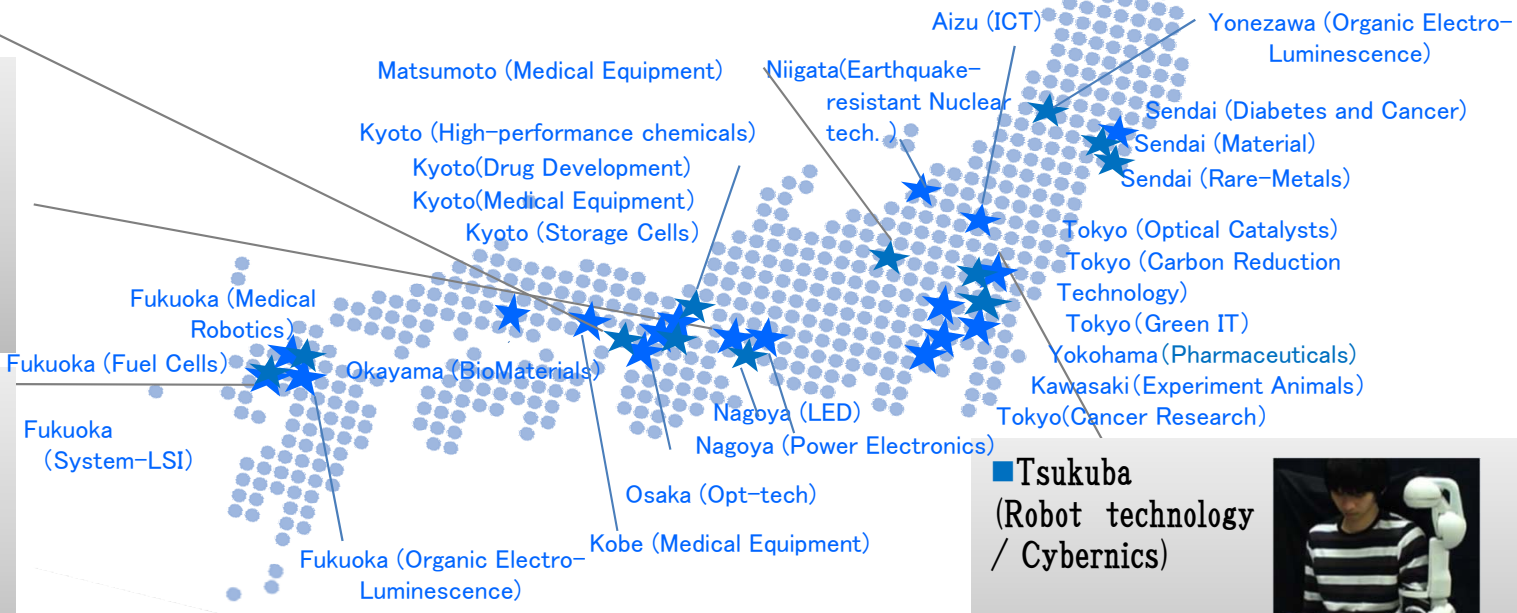 Aizu (ICT)
Yonezawa (Organic Electro-
Luminescence)
Matsumoto (Medical Equipment)
Niigata(Earthquake-
resistant Nuclear
tech. )
Sendai (Diabetes and Cancer)
Sendai (Material)
Sendai (Rare-Metals)
Kyoto (High-performance chemicals)
Kyoto(Drug Development)
Kyoto(Medical Equipment)
Kyoto (Storage Cells)
Tokyo (Optical Catalysts)
Tokyo (Carbon Reduction
Technology)
Tokyo(Green IT)
Yokohama(Pharmaceuticals)
Kawasaki(Experiment Animals)
Tokyo(Cancer Research)
Fukuoka (Medical
Robotics)
Fukuoka (Fuel Cells)
Okayama (BioMaterials)
Fukuoka
(System-LSI)
Nagoya (LED)
Nagoya (Power Electronics)
Osaka (Opt-tech)
Kobe (Medical Equipment)
Fukuoka (Organic Electro-
Luminescence)
■Tsukuba
(Robot technology
/ Cybernics)